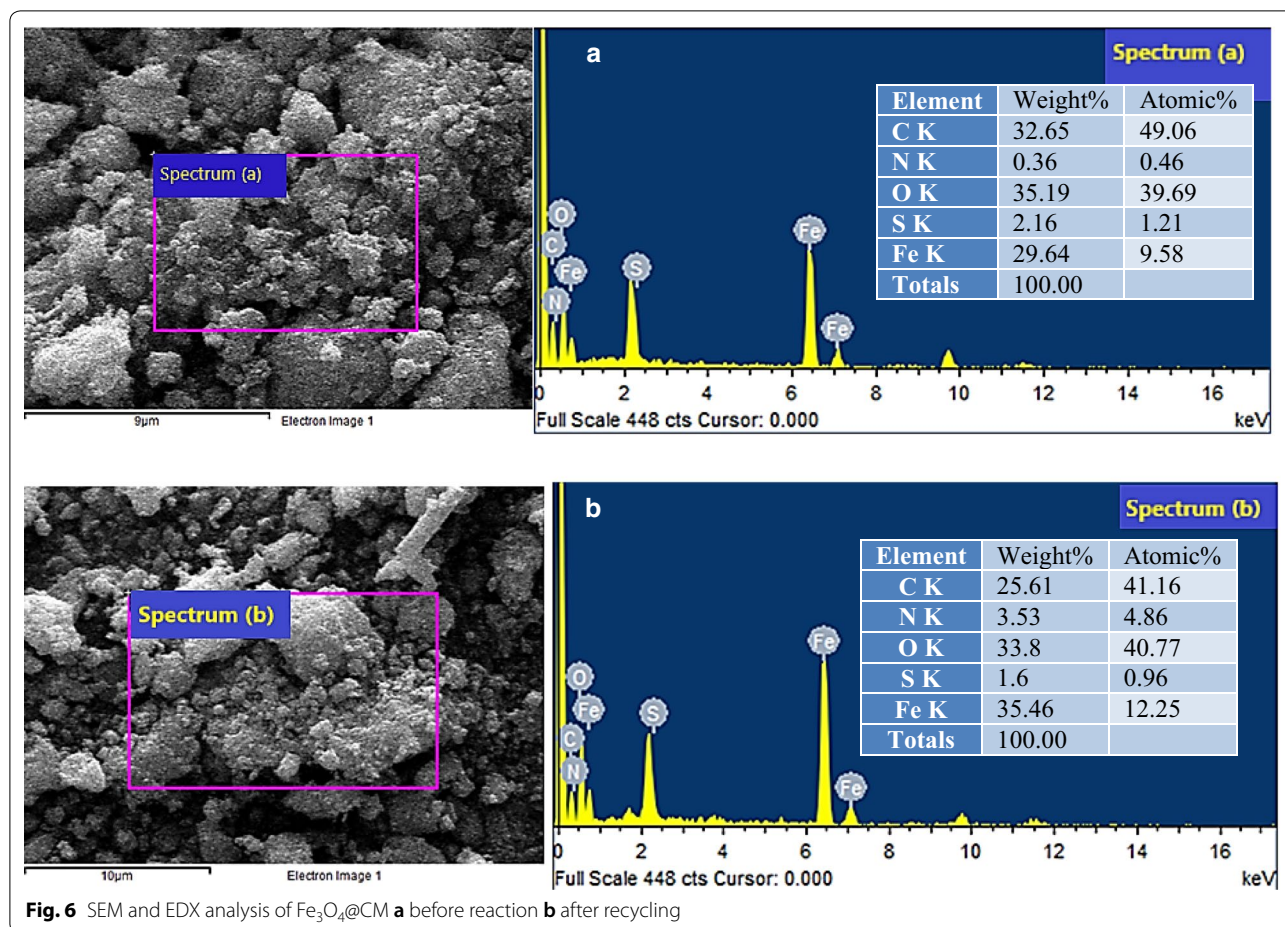 Spectrum (a)
9µm Electron Image 1
a
Spectrum (a)
Element Weight% Atomic%
C K 32.65 49.06
N K 0.36 0.46
O K 35.19 39.69
S K 2.16 1.21
Fe K 29.64 9.58
Totals 100.00
O
C
Fe
N
S
Fe
Fe
0 2 4 6 8 10 12 14 16
Full Scale 448 cts Cursor: 0.000 keV
Spectrum (b)
10µm Electron Image 1
b
Spectrum (b)
Element Weight% Atomic%
C K 25.61 41.16
N K 3.53 4.86
O K 33.8 40.77
S K 1.6 0.96
Fe K 35.46 12.25
Totals 100.00
O
Fe
C
N
S
Fe
Fe
0 2 4 6 8 10 12 14 16
Full Scale 448 cts Cursor: 0.000 keV
Fig. 6 SEM and EDX analysis of Fe₃O₄@CM a before reaction b after recycling